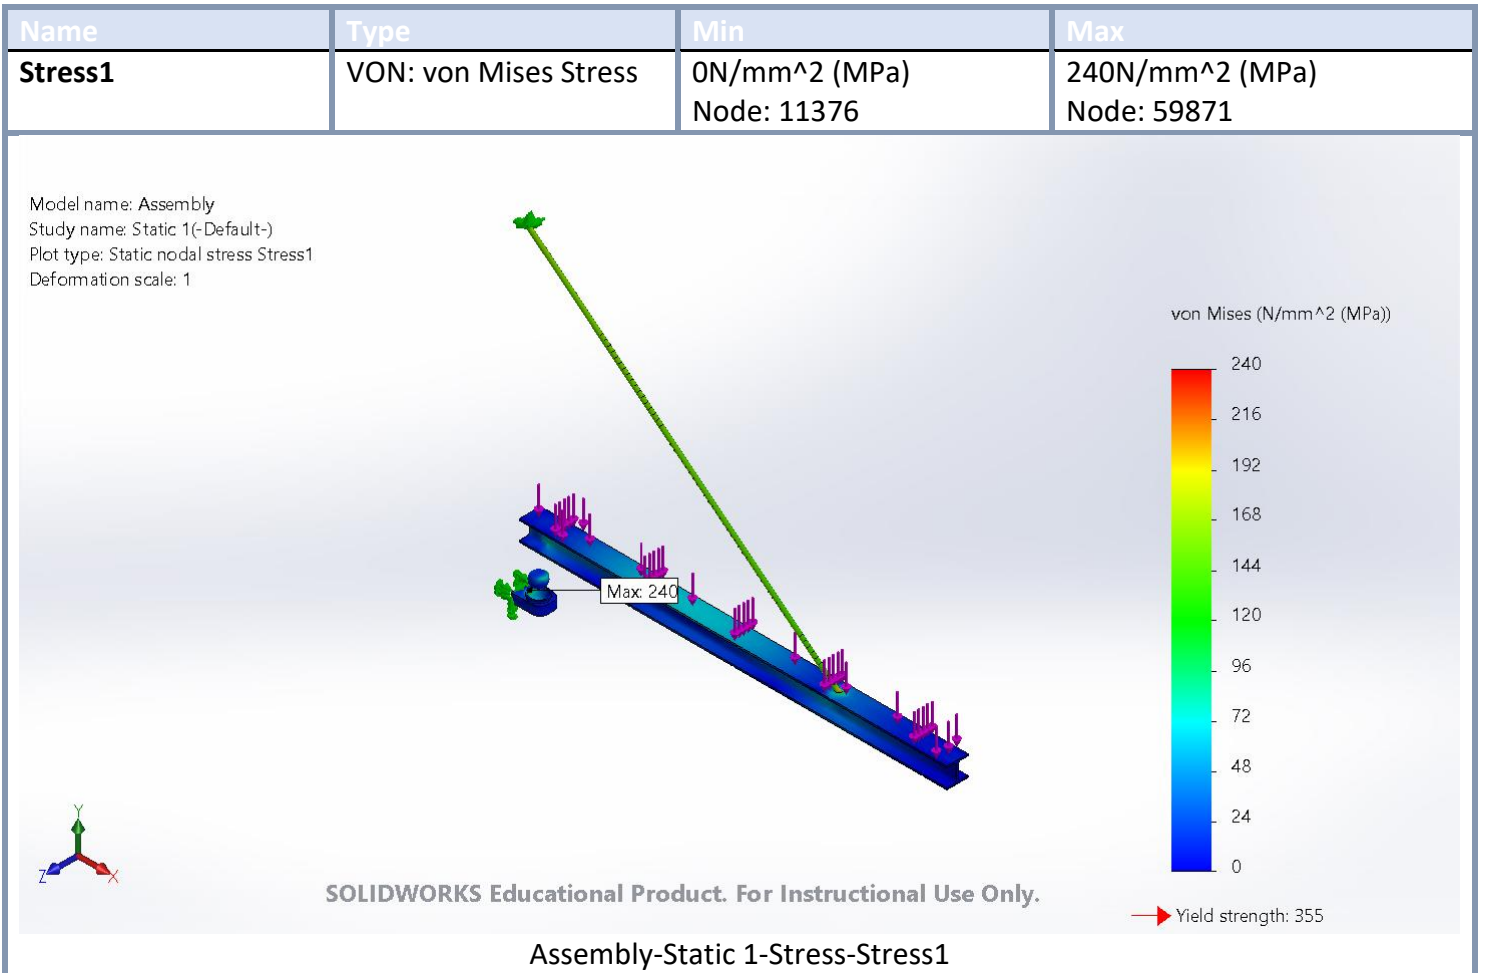 Name Type Min Max
Stress1 VON: von Mises Stress 0N/mm^2 (MPa) 240N/mm^2 (MPa)
Node: 11376 Node: 59871
Model name: Assembly
Study name: Static 1(-Default-)
Plot type: Static nodal stress Stress1
Deformation scale: 1
von Mises (N/mm^2 (MPa))
240
216
192
168
144
120
96
72
48
24
0
Yield strength: 355
Max: 240
Y
Z
X
SOLIDWORKS Educational Product. For Instructional Use Only.
Assembly-Static 1-Stress-Stress1